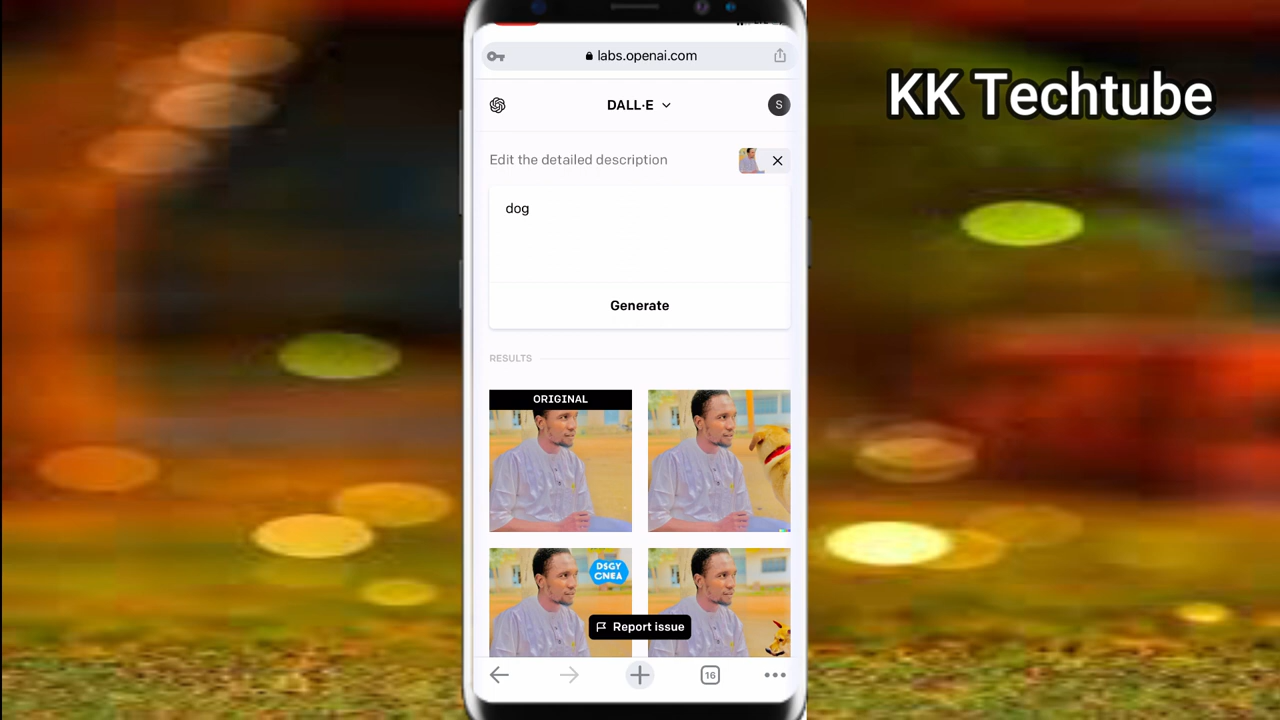 labs.openai.com
KK Techtube
DALL·E
S
Edit the detailed description
dog
Generate
RESULTS
ORIGINAL
DSGY
CNEA
Report issue
16